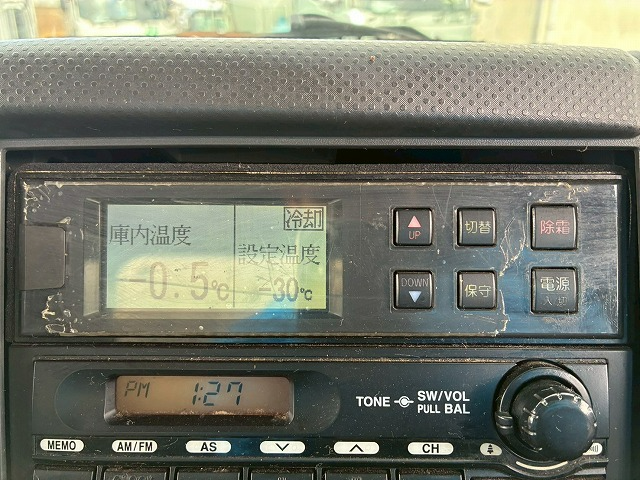 冷却
庫内温度
設定温度
-0.5℃
-30℃
UP
切替
除霜
DOWN
保守
電源
入/切
PM 1:27
TONE SW/VOL
PULL BAL
MEMO AM/FM AS CH